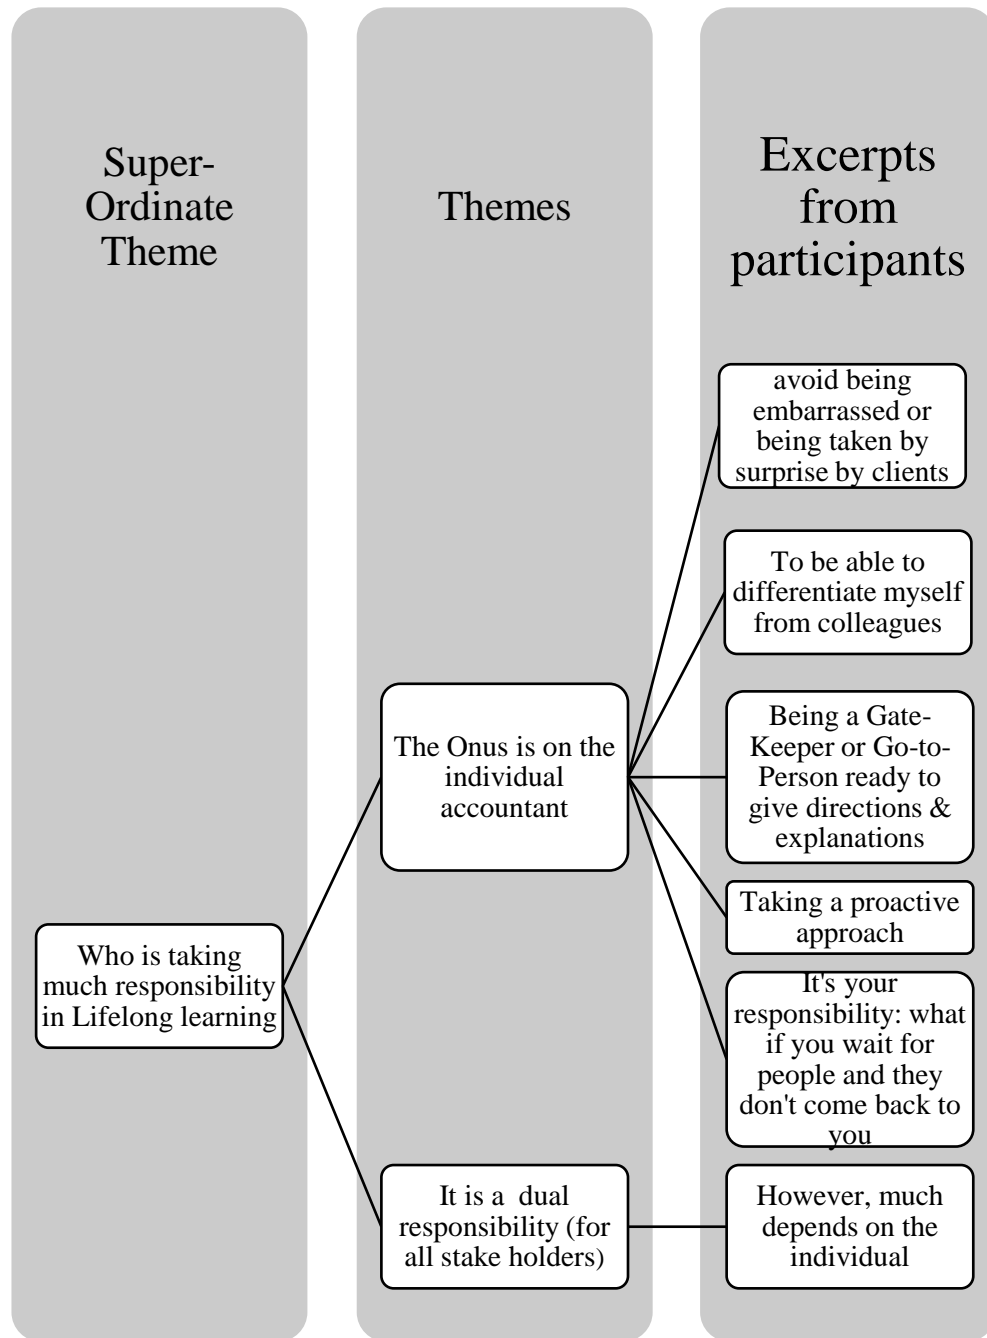 Super-
Ordinate
Theme
Themes
Excerpts
from
participants
Who is taking
much responsibility
in Lifelong learning
The Onus is on the
individual
accountant
It is a  dual
responsibility (for
all stake holders)
avoid being
embarrassed or
being taken by
surprise by clients
To be able to
differentiate myself
from colleagues
Being a Gate-
Keeper or Go-to-
Person ready to
give directions &
explanations
Taking a proactive
approach
It's your
responsibility: what
if you wait for
people and they
don't come back to
you
However, much
depends on the
individual